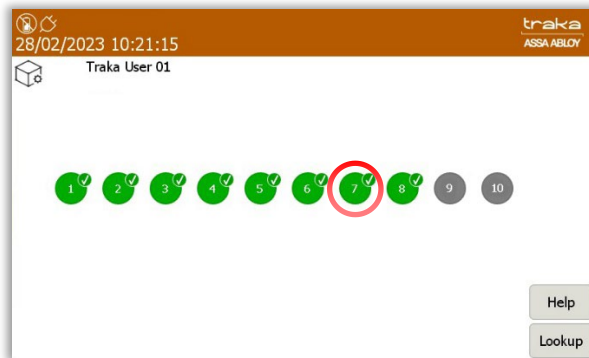 traka
28/02/2023 10:21:15
ASSA ABLOY
Traka User 01
1 2 3 4 5 6 7 8 9 10
Help
Lookup